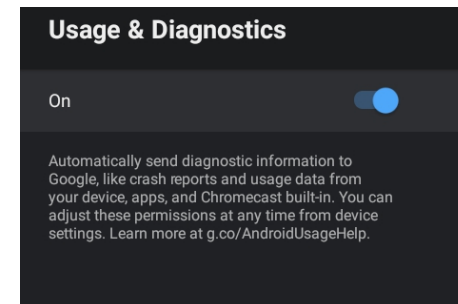 Usage & Diagnostics
On
Automatically send diagnostic information to
Google, like crash reports and usage data from
your device, apps, and Chromecast built-in. You can
adjust these permissions at any time from device
settings. Learn more at g.co/AndroidUsageHelp.